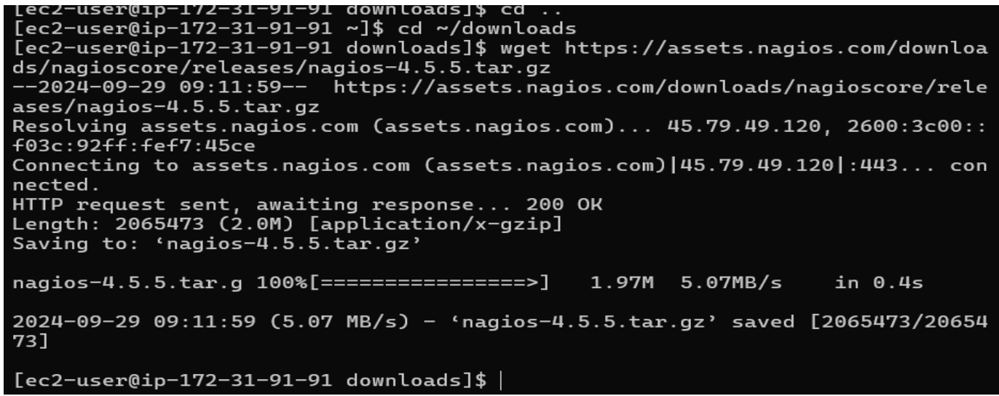 [ec2-user@ip-172-31-91-91 downloads]$ cd ..
[ec2-user@ip-172-31-91-91 ~]$ cd ~/downloads
[ec2-user@ip-172-31-91-91 downloads]$ wget https://assets.nagios.com/downloa
ds/nagioscore/releases/nagios-4.5.5.tar.gz
--2024-09-29 09:11:59--  https://assets.nagios.com/downloads/nagioscore/rele
ases/nagios-4.5.5.tar.gz
Resolving assets.nagios.com (assets.nagios.com)... 45.79.49.120, 2600:3c00::
f03c:92ff:fef7:45ce
Connecting to assets.nagios.com (assets.nagios.com)|45.79.49.120|:443... con
nected.
HTTP request sent, awaiting response... 200 OK
Length: 2065473 (2.0M) [application/x-gzip]
Saving to: ‘nagios-4.5.5.tar.gz’
nagios-4.5.5.tar.g 100%[================>]   1.97M  5.07MB/s    in 0.4s
2024-09-29 09:11:59 (5.07 MB/s) - ‘nagios-4.5.5.tar.gz’ saved [2065473/20654
73]
[ec2-user@ip-172-31-91-91 downloads]$